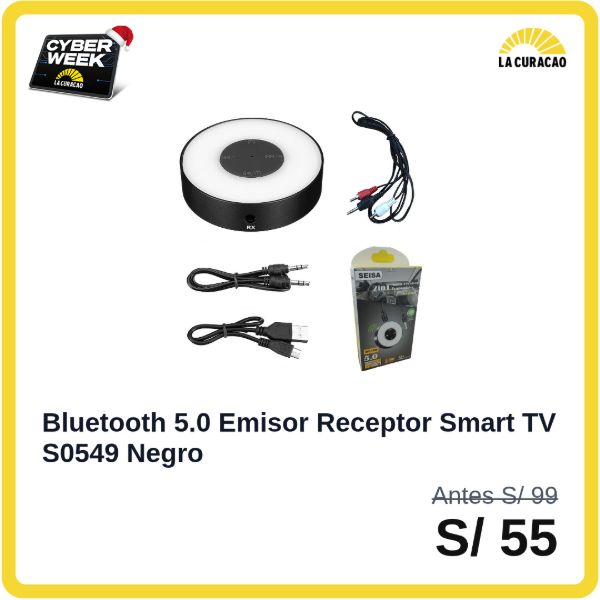 CYBER
WEEK
LA CURACAO
LA CURACAO
RX
SEISA
2in1
5.0
Bluetooth 5.0 Emisor Receptor Smart TV
S0549 Negro
Antes S/ 99
S/ 55